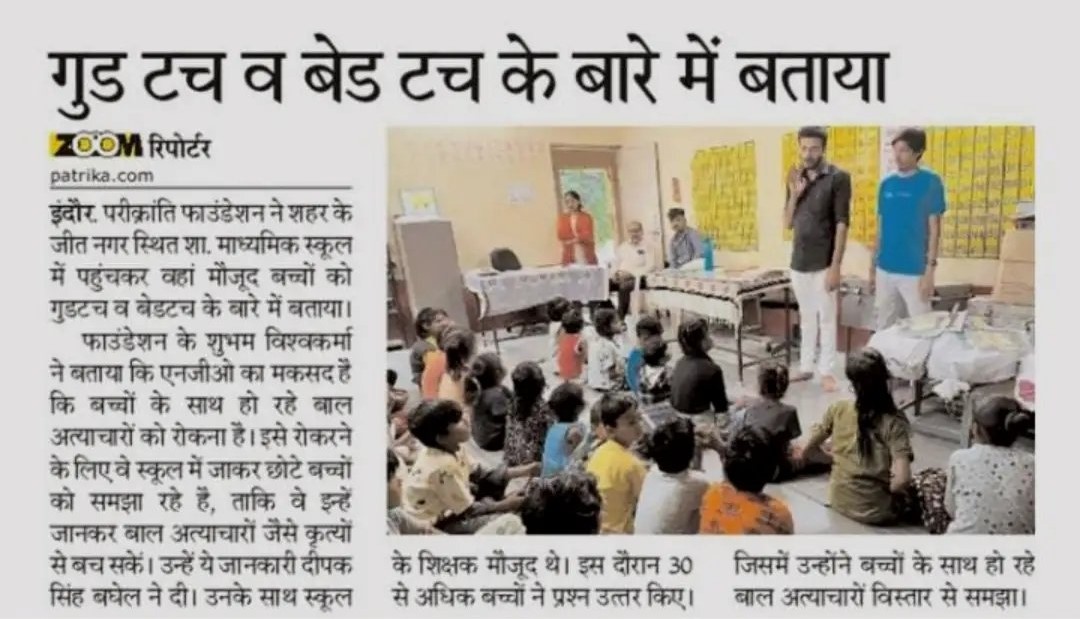 गुड टच व बेड टच के बारे में बताया
ZOOM रिपोर्टर
patrika.com
इंदौर. परीक्रांति फाउंडेशन ने शहर के
जीत नगर स्थित शा. माध्यमिक स्कूल
में पहुंचकर वहां मौजूद बच्चों को
गुडटच व बेडटच के बारे में बताया।
फाउंडेशन के शुभम विश्वकर्मा
ने बताया कि एनजीओ का मकसद है
कि बच्चों के साथ हो रहे बाल
अत्याचारों को रोकना है। इसे रोकरने
के लिए वे स्कूल में जाकर छोटे बच्चों
को समझा रहे है, ताकि वे इन्हें
जानकर बाल अत्याचारों जैसे कृत्यों
से बच सकें। उन्हें ये जानकारी दीपक
सिंह बघेल ने दी। उनके साथ स्कूल
के शिक्षक मौजूद थे। इस दौरान 30
से अधिक बच्चों ने प्रश्न उत्तर किए।
जिसमें उन्होंने बच्चों के साथ हो रहे
बाल अत्याचारों विस्तार से समझा।